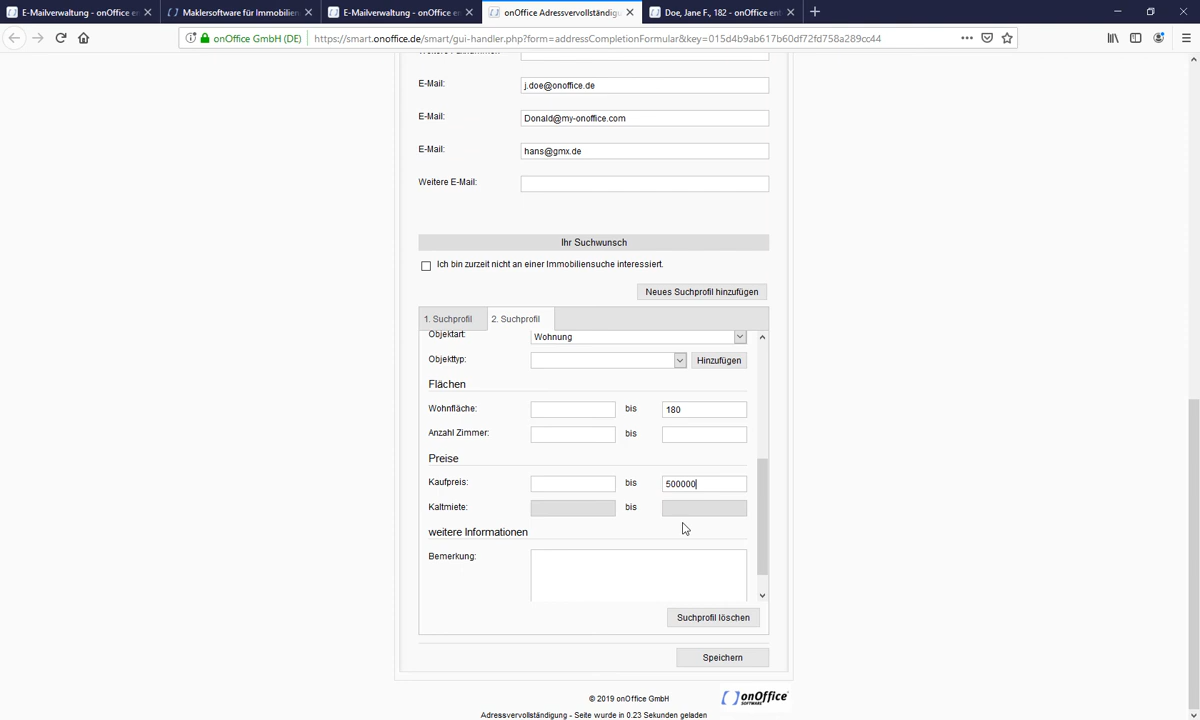 E-Mailverwaltung - onOffice en
Maklersoftware für Immobilien
E-Mailverwaltung - onOffice en
onOffice Adressvervollständig
Doe, Jane F., 182 - onOffice ent
onOffice GmbH (DE)
https://smart.onoffice.de/smart/gui-handler.php?form=addressCompletionFormular&key=015d4b9ab617b60df72fd758a289cc44
E-Mail:
j.doe@onoffice.de
E-Mail:
Donald@my-onoffice.com
E-Mail:
hans@gmx.de
Weitere E-Mail:
Ihr Suchwunsch
Ich bin zurzeit nicht an einer Immobiliensuche interessiert.
Neues Suchprofil hinzufügen
1. Suchprofil
2. Suchprofil
Objektart:
Wohnung
Objekttyp:
Hinzufügen
Flächen
Wohnfläche:
bis
180
Anzahl Zimmer:
bis
Preise
Kaufpreis:
bis
500000
Kaltmiete:
bis
weitere Informationen
Bemerkung:
Suchprofil löschen
Speichern
© 2019 onOffice GmbH
onOffice
SOFTWARE
Adressvervollständigung - Seite wurde in 0.23 Sekunden geladen